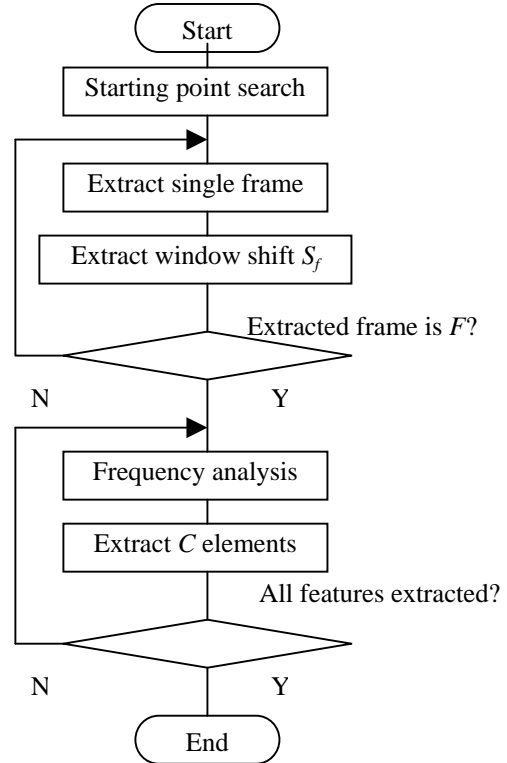 Start
Starting point search
Extract single frame
Extract window shift S_f
Extracted frame is F?
N Y
Frequency analysis
Extract C elements
All features extracted?
N Y
End